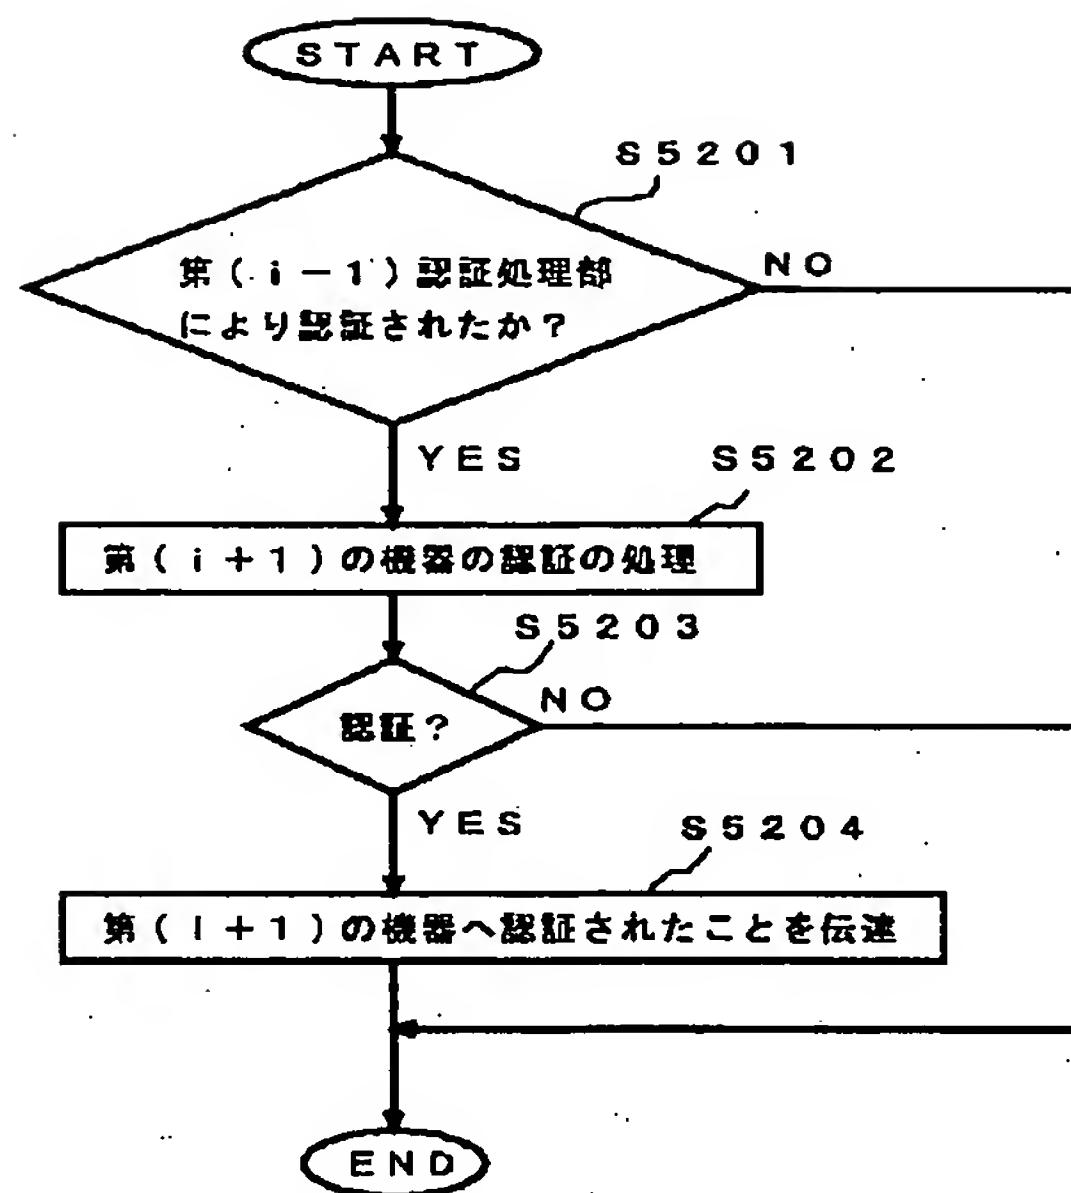 START
S5201
第(i-1)認証処理部
により認証されたか?
NO
YES
S5202
第(i+1)の機器の認証の処理
S5203
認証?
NO
YES
S5204
第(i+1)の機器へ認証されたことを伝達
END